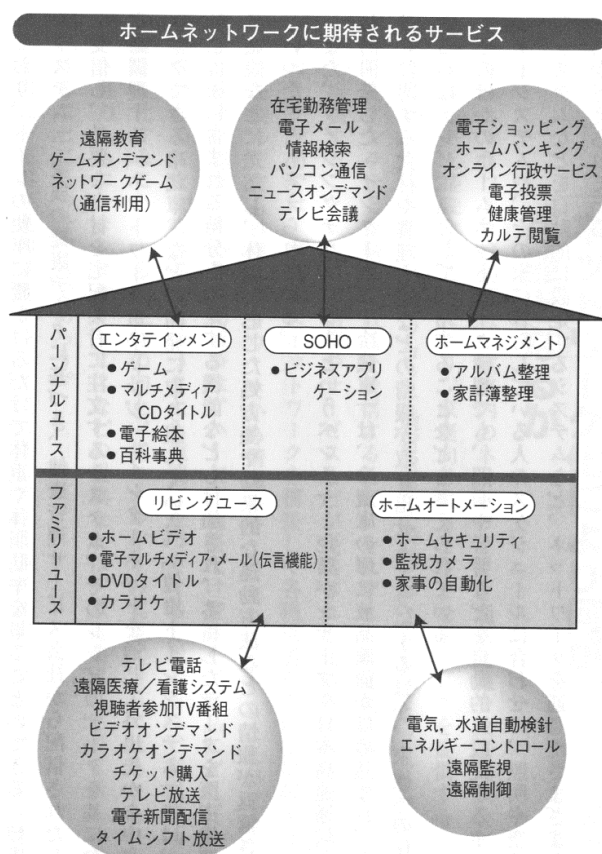 ホームネットワークに期待されるサービス
遠隔教育
ゲームオンデマンド
ネットワークゲーム
(通信利用)
在宅勤務管理
電子メール
情報検索
パソコン通信
ニュースオンデマンド
テレビ会議
電子ショッピング
ホームバンキング
オンライン行政サービス
電子投票
健康管理
カルテ閲覧
パーソナルユース
エンタテインメント
●ゲーム
●マルチメディア
CDタイトル
●電子絵本
●百科事典
SOHO
●ビジネスアプリ
ケーション
ホームマネジメント
●アルバム整理
●家計簿整理
ファミリーユース
リビングユース
●ホームビデオ
●電子マルチメディア・メール(伝言機能)
●DVDタイトル
●カラオケ
ホームオートメーション
●ホームセキュリティ
●監視カメラ
●家事の自動化
テレビ電話
遠隔医療/看護システム
視聴者参加TV番組
ビデオオンデマンド
カラオケオンデマンド
チケット購入
テレビ放送
電子新聞配信
タイムシフト放送
電気,水道自動検針
エネルギーコントロール
遠隔監視
遠隔制御